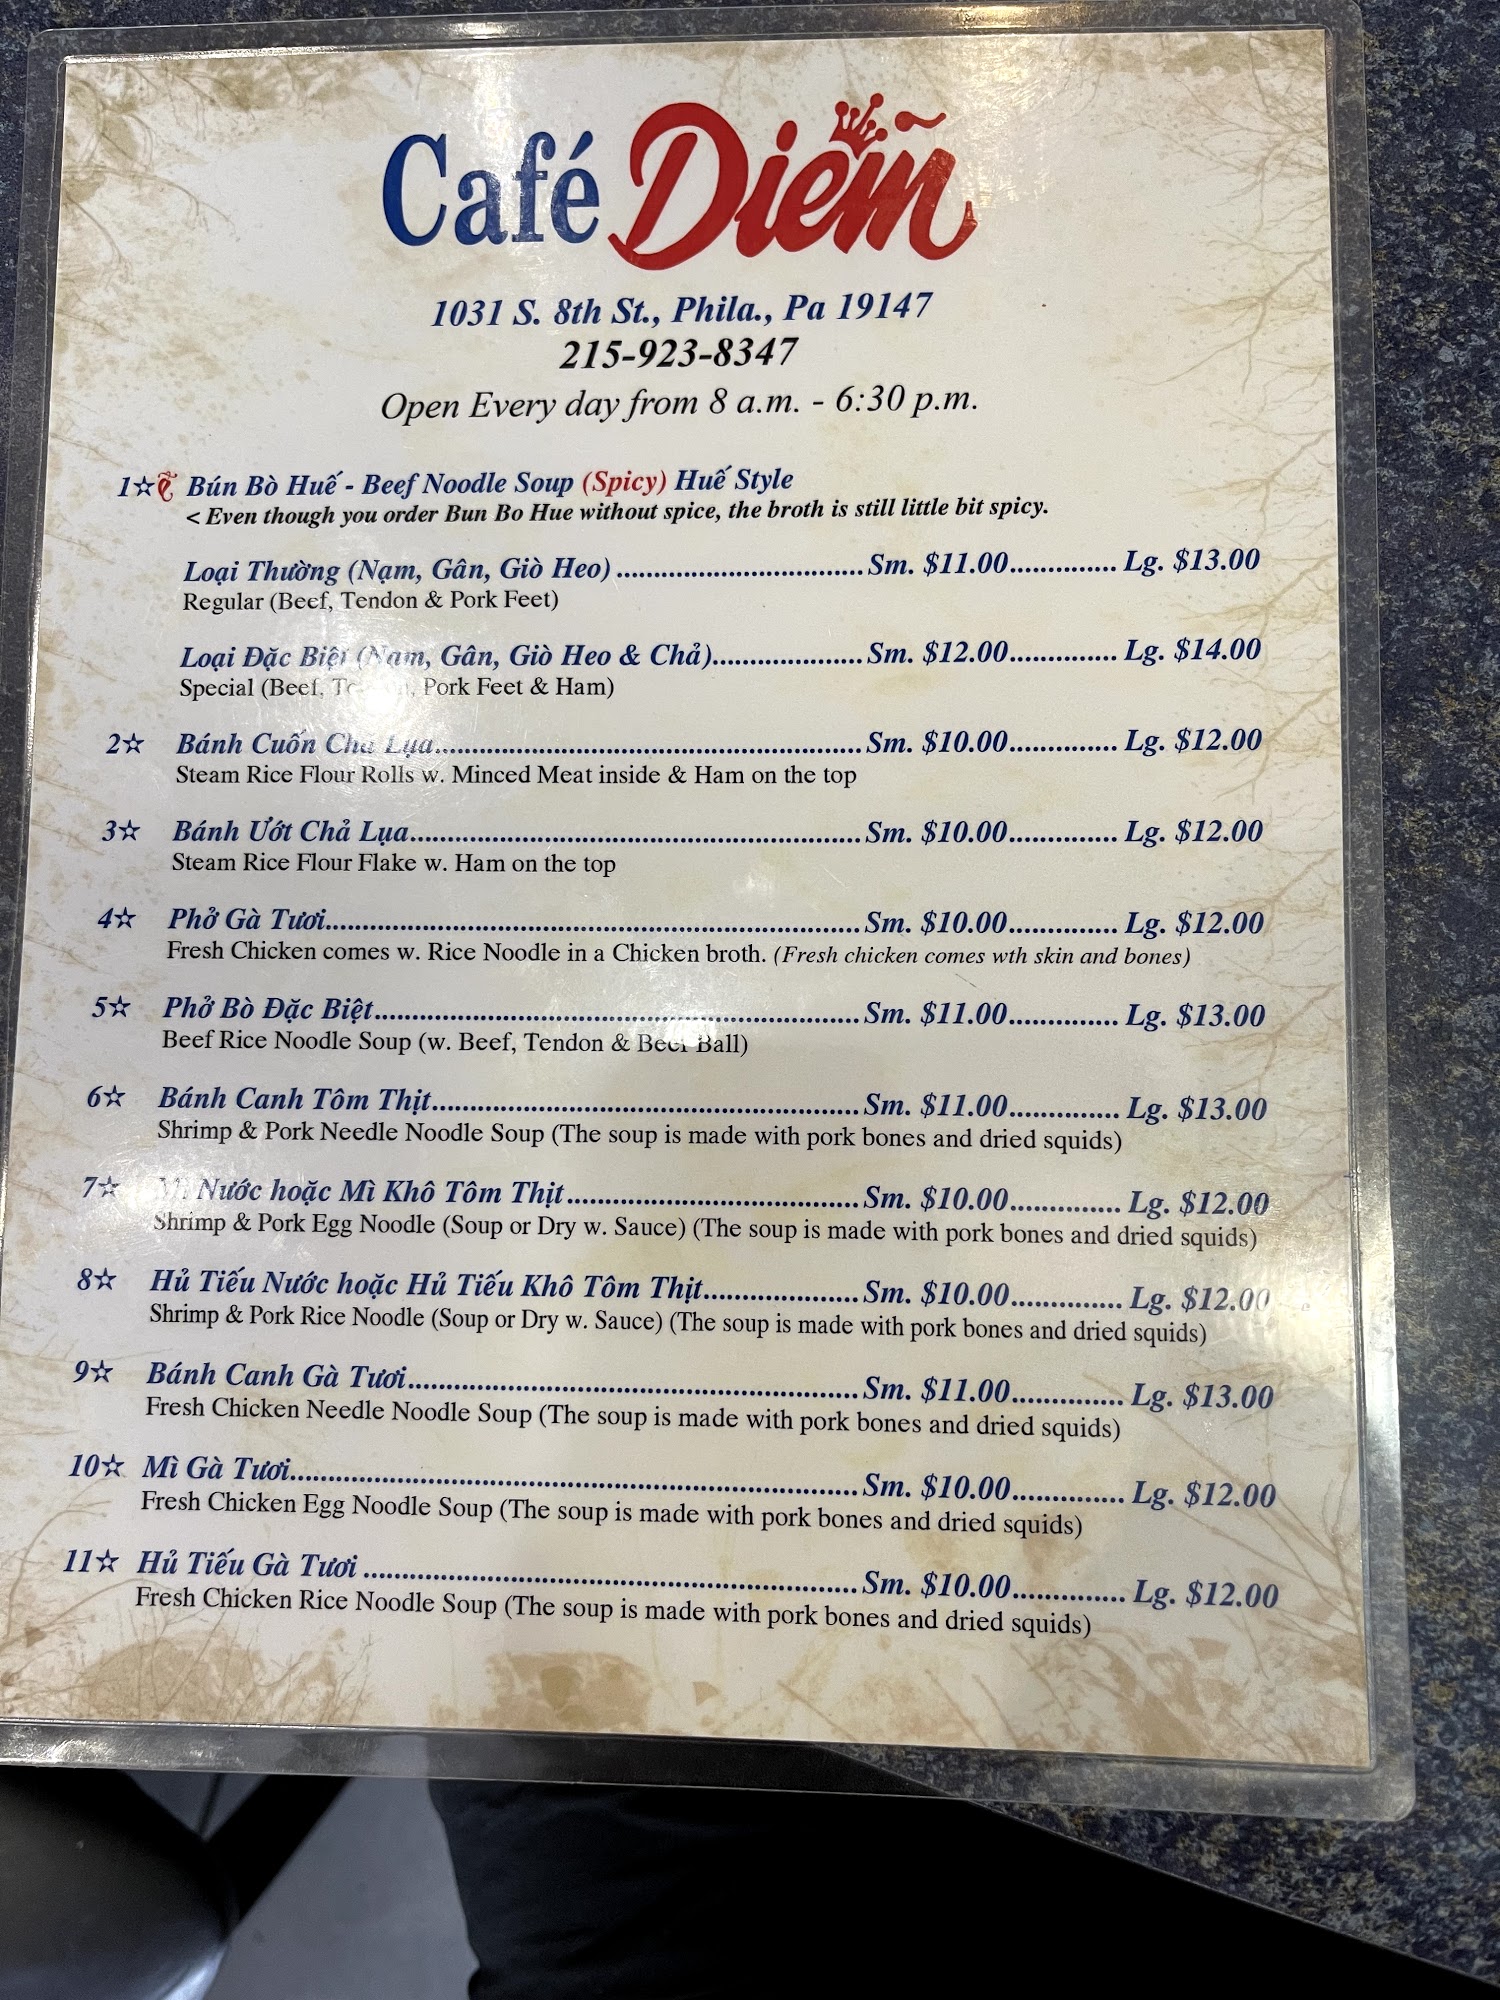 Café Diễm
1031 S. 8th St., Phila., Pa 19147
215-923-8347
Open Every day from 8 a.m. - 6:30 p.m.
1☆ Bún Bò Huế - Beef Noodle Soup (Spicy) Huế Style
< Even though you order Bun Bo Hue without spice, the broth is still little bit spicy.
Loại Thường (Nạm, Gân, Giò Heo) ................................. Sm. $11.00.............. Lg. $13.00
Regular (Beef, Tendon & Pork Feet)
Loại Đặc Biệt (Nạm, Gân, Giò Heo & Chả).................... Sm. $12.00.............. Lg. $14.00
Special (Beef, Pork Feet & Ham)
2☆ Bánh Cuốn Chả Lụa......................................................... Sm. $10.00.............. Lg. $12.00
Steam Rice Flour Rolls w. Minced Meat inside & Ham on the top
3☆ Bánh Ướt Chả Lụa............................................................ Sm. $10.00.............. Lg. $12.00
Steam Rice Flour Flake w. Ham on the top
4☆ Phở Gà Tươi....................................................................... Sm. $10.00.............. Lg. $12.00
Fresh Chicken comes w. Rice Noodle in a Chicken broth. (Fresh chicken comes wth skin and bones)
5☆ Phở Bò Đặc Biệt................................................................. Sm. $11.00.............. Lg. $13.00
Beef Rice Noodle Soup (w. Beef, Tendon & Beef Ball)
6☆ Bánh Canh Tôm Thịt......................................................... Sm. $11.00.............. Lg. $13.00
Shrimp & Pork Needle Noodle Soup (The soup is made with pork bones and dried squids)
7☆ Mì Nước hoặc Mì Khô Tôm Thịt....................................... Sm. $10.00.............. Lg. $12.00
Shrimp & Pork Egg Noodle (Soup or Dry w. Sauce) (The soup is made with pork bones and dried squids)
8☆ Hủ Tiếu Nước hoặc Hủ Tiếu Khô Tôm Thịt..................... Sm. $10.00.............. Lg. $12.00
Shrimp & Pork Rice Noodle (Soup or Dry w. Sauce) (The soup is made with pork bones and dried squids)
9☆ Bánh Canh Gà Tươi............................................................ Sm. $11.00.............. Lg. $13.00
Fresh Chicken Needle Noodle Soup (The soup is made with pork bones and dried squids)
10☆ Mì Gà Tươi............................................................................ Sm. $10.00.............. Lg. $12.00
Fresh Chicken Egg Noodle Soup (The soup is made with pork bones and dried squids)
11☆ Hủ Tiếu Gà Tươi .................................................................. Sm. $10.00.............. Lg. $12.00
Fresh Chicken Rice Noodle Soup (The soup is made with pork bones and dried squids)